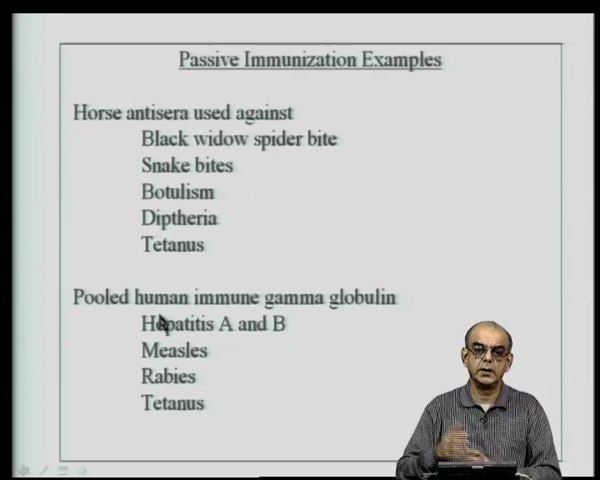 Passive Immunization Examples
Horse antisera used against
Black widow spider bite
Snake bites
Botulism
Diptheria
Tetanus
Pooled human immune gamma globulin
Hepatitis A and B
Measles
Rabies
Tetanus